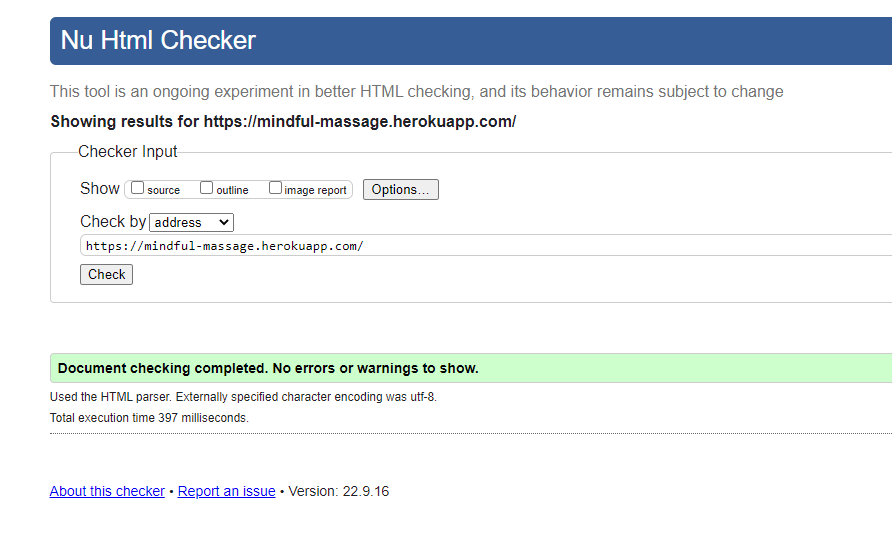 Nu Html Checker
This tool is an ongoing experiment in better HTML checking, and its behavior remains subject to change
Showing results for https://mindful-massage.herokuapp.com/
Checker Input
Show source outline image report Options...
Check by address
https://mindful-massage.herokuapp.com/
Check
Document checking completed. No errors or warnings to show.
Used the HTML parser. Externally specified character encoding was utf-8.
Total execution time 397 milliseconds.
About this checker • Report an issue • Version: 22.9.16